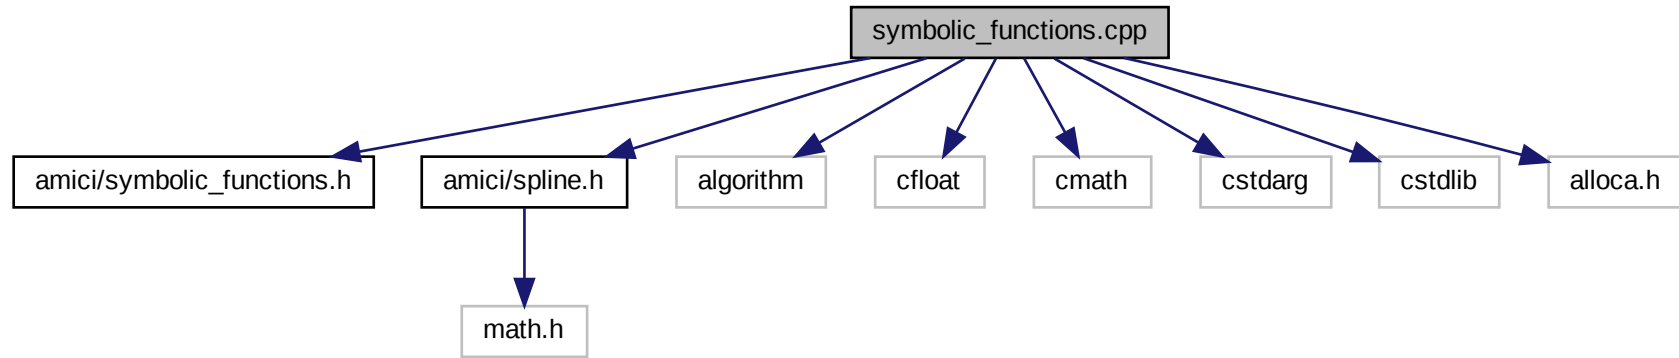 symbolic_functions.cpp
amici/symbolic_functions.h
amici/spline.h
algorithm
cfloat
cmath
cstdarg
cstdlib
alloca.h
math.h